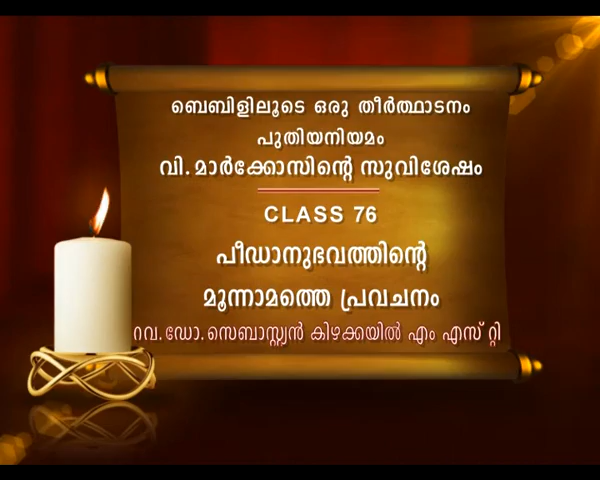 ബൈബിളിലൂടെ ഒരു തീർത്ഥാടനം
പുതിയനിയമം
വി. മാർക്കോസിന്റെ സുവിശേഷം
CLASS 76
പീഡാനുഭവത്തിന്റെ
മൂന്നാമത്തെ പ്രവചനം
റവ. ഡോ. സെബാസ്റ്റ്യൻ കിഴക്കയിൽ എം എസ് റ്റി